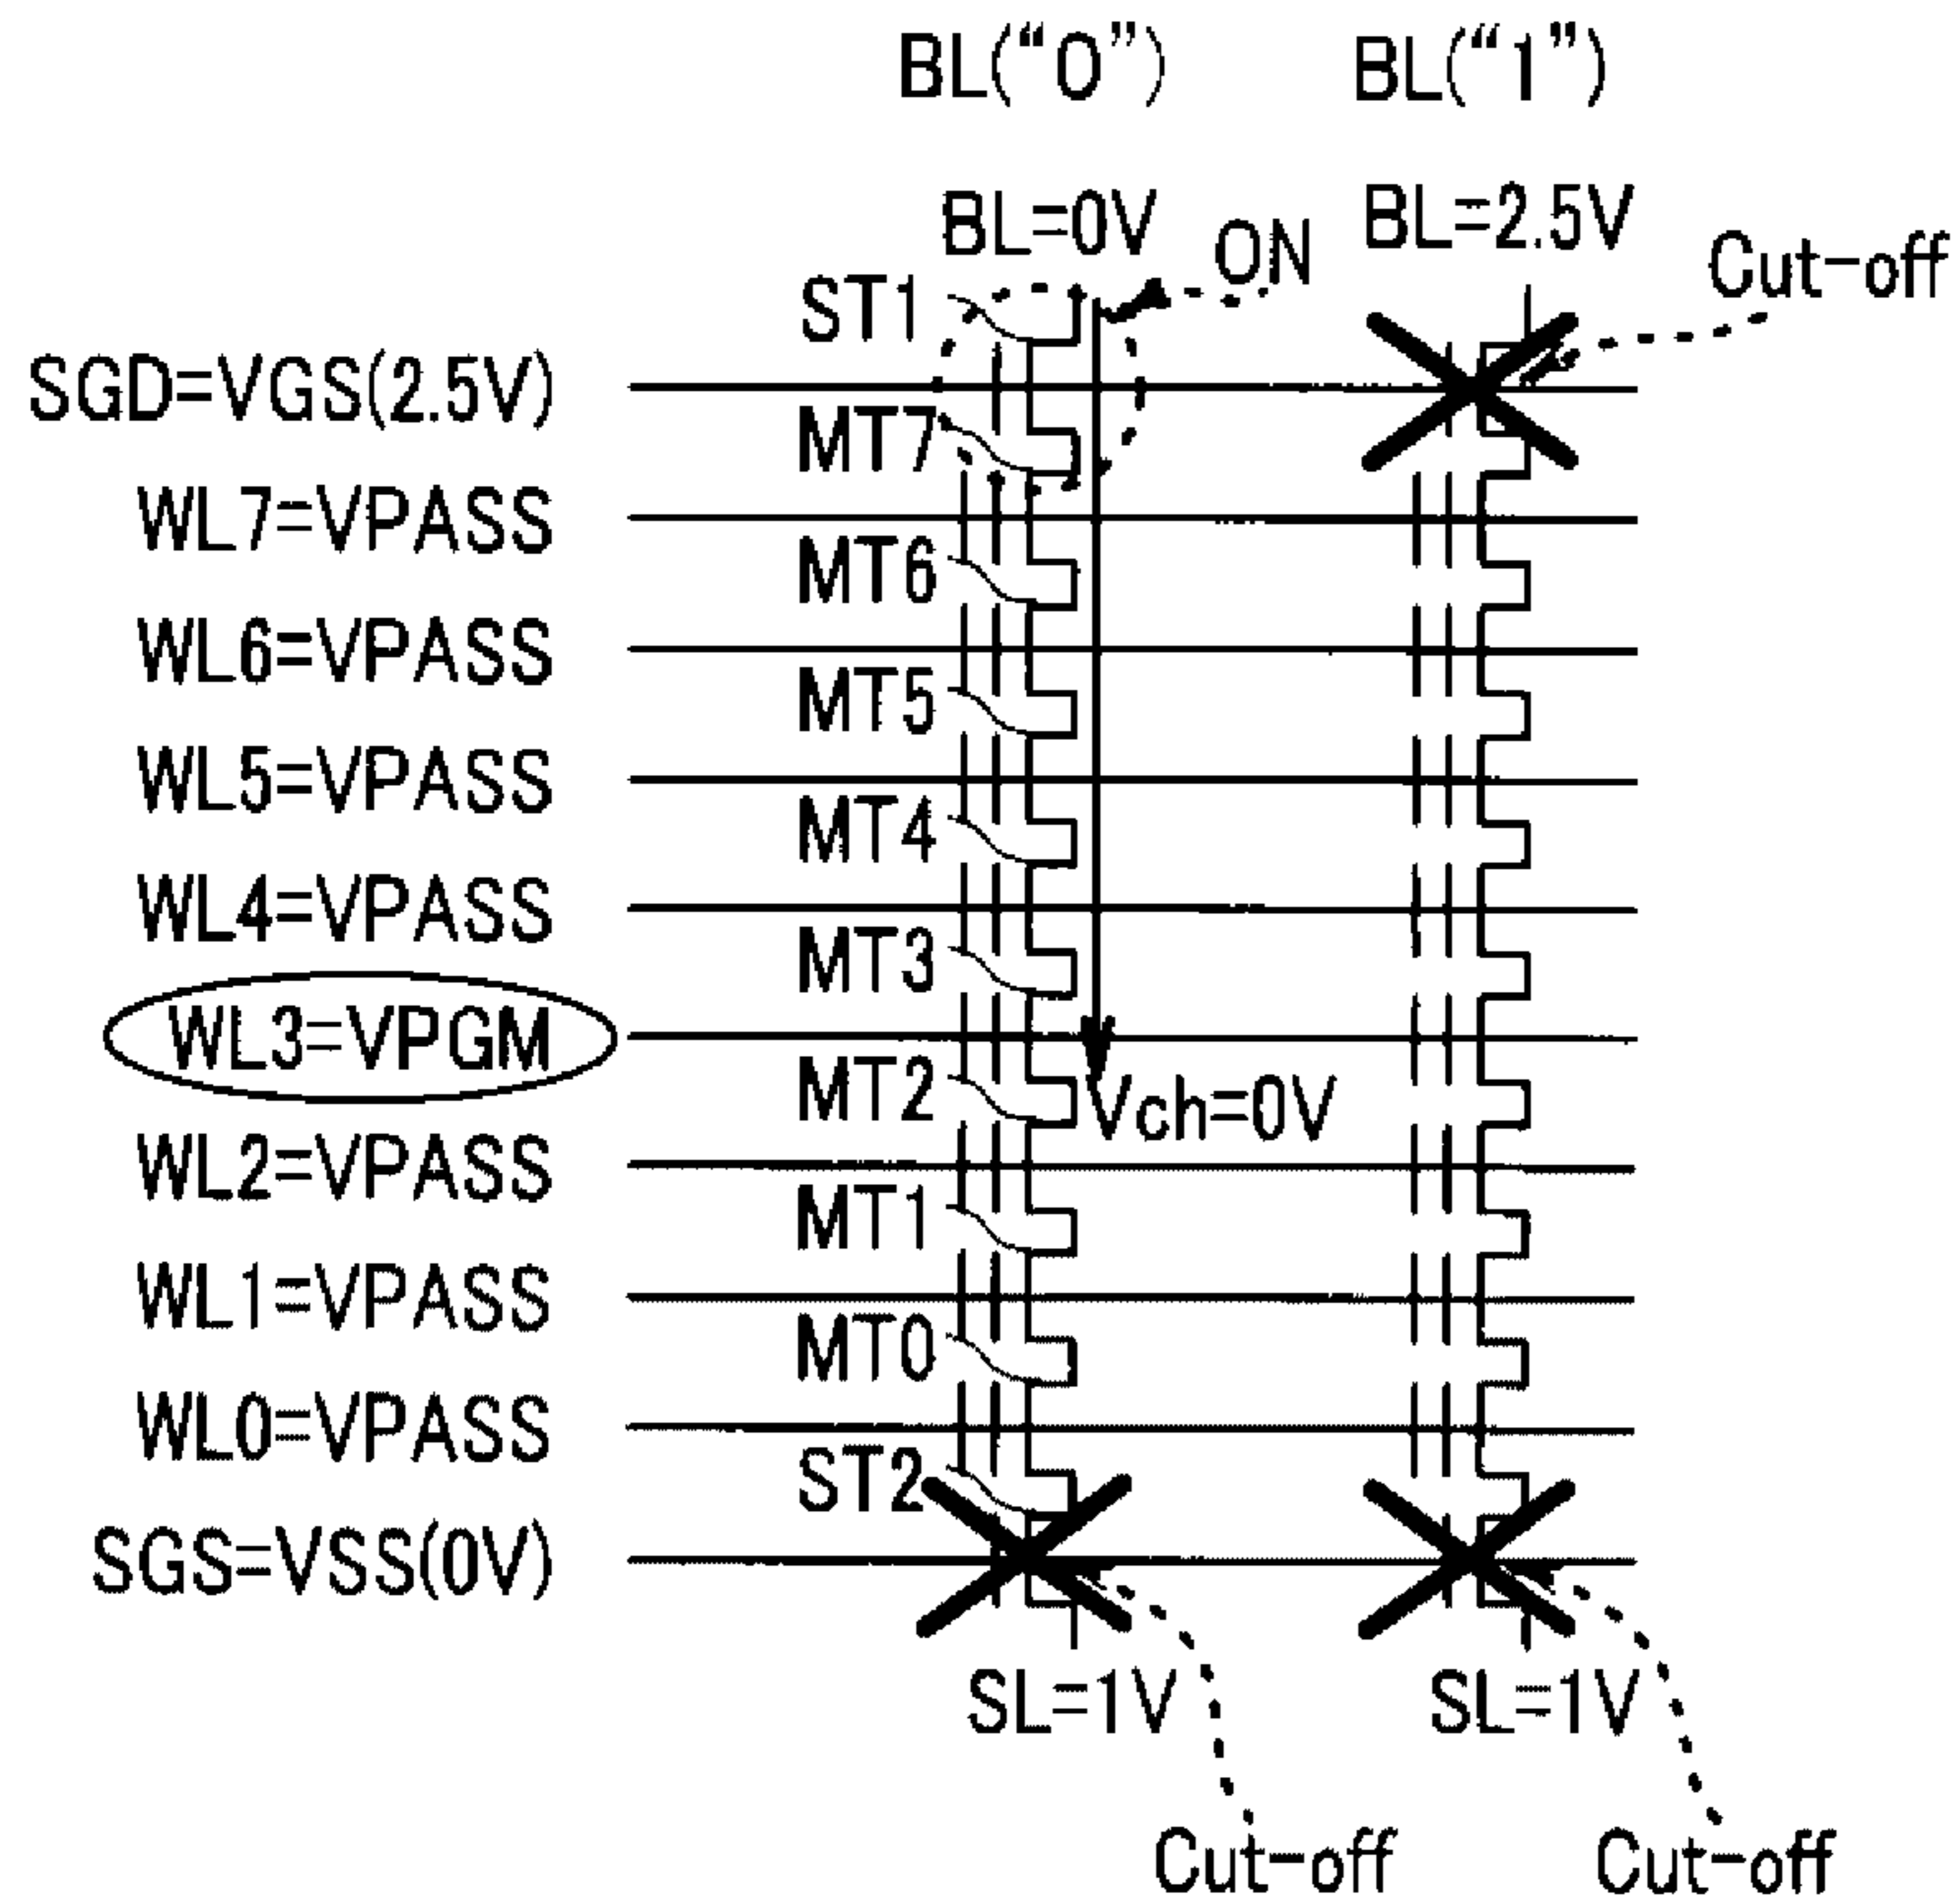 BL("0") BL("1")
BL=0V BL=2.5V
ON
Cut-off
ST1
SGD=VGS(2.5V)
MT7
WL7=VPASS
MT6
WL6=VPASS
MT5
WL5=VPASS
MT4
WL4=VPASS
MT3
WL3=VPGM
MT2
Vch=0V
WL2=VPASS
MT1
WL1=VPASS
MT0
WL0=VPASS
ST2
SGS=VSS(0V)
SL=1V SL=1V
Cut-off Cut-off